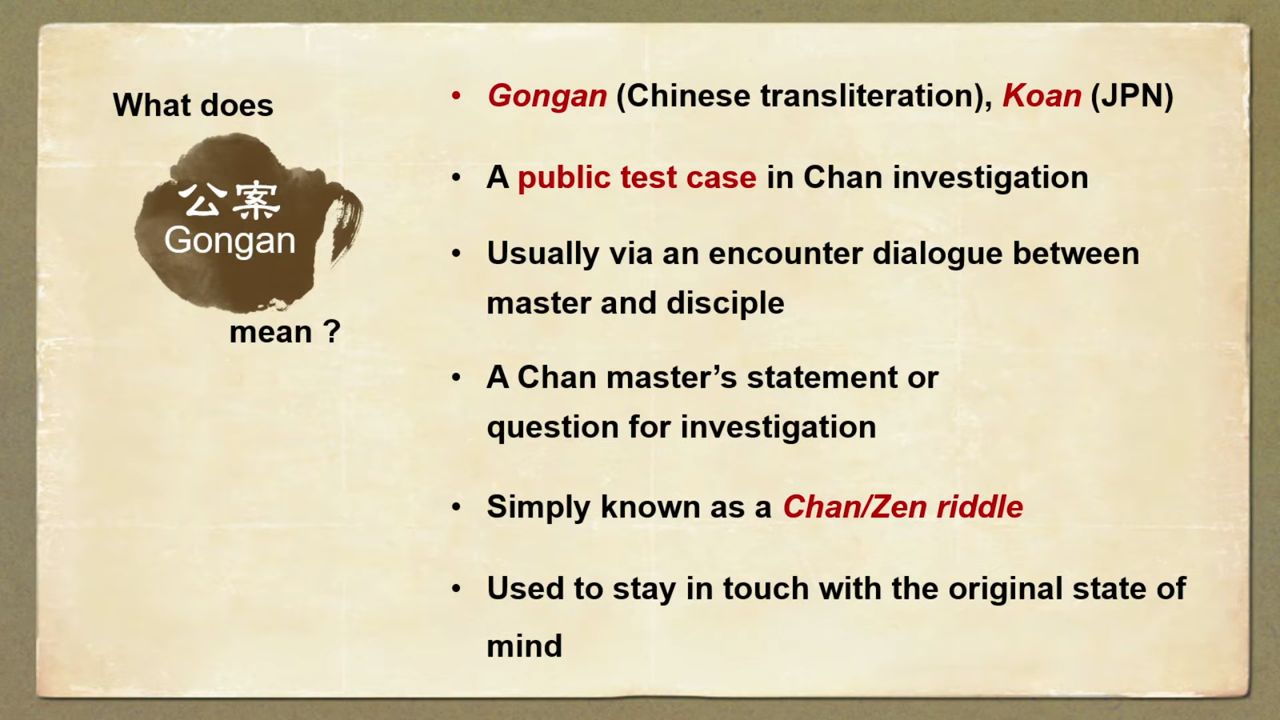 What does
公案
Gongan
mean ?
• Gongan (Chinese transliteration), Koan (JPN)
• A public test case in Chan investigation
• Usually via an encounter dialogue between
master and disciple
• A Chan master’s statement or
question for investigation
• Simply known as a Chan/Zen riddle
• Used to stay in touch with the original state of
mind